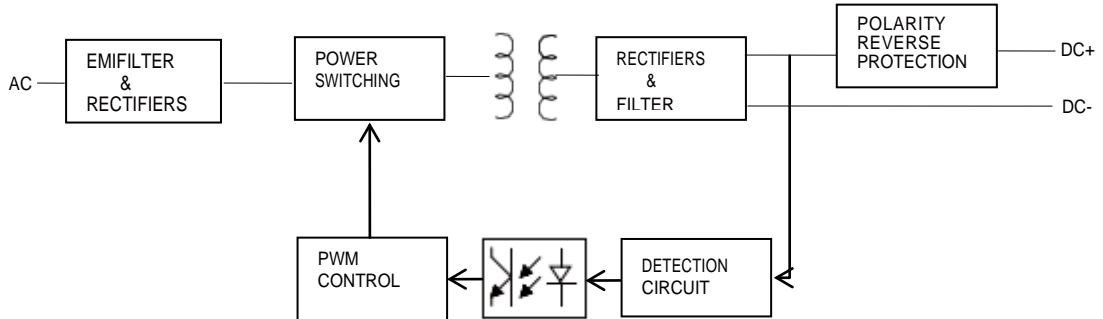 AC
EMIFILTER
&
RECTIFIERS
POWER
SWITCHING
RECTIFIERS
&
FILTER
POLARITY
REVERSE
PROTECTION
DC+
DC-
PWM
CONTROL
DETECTION
CIRCUIT